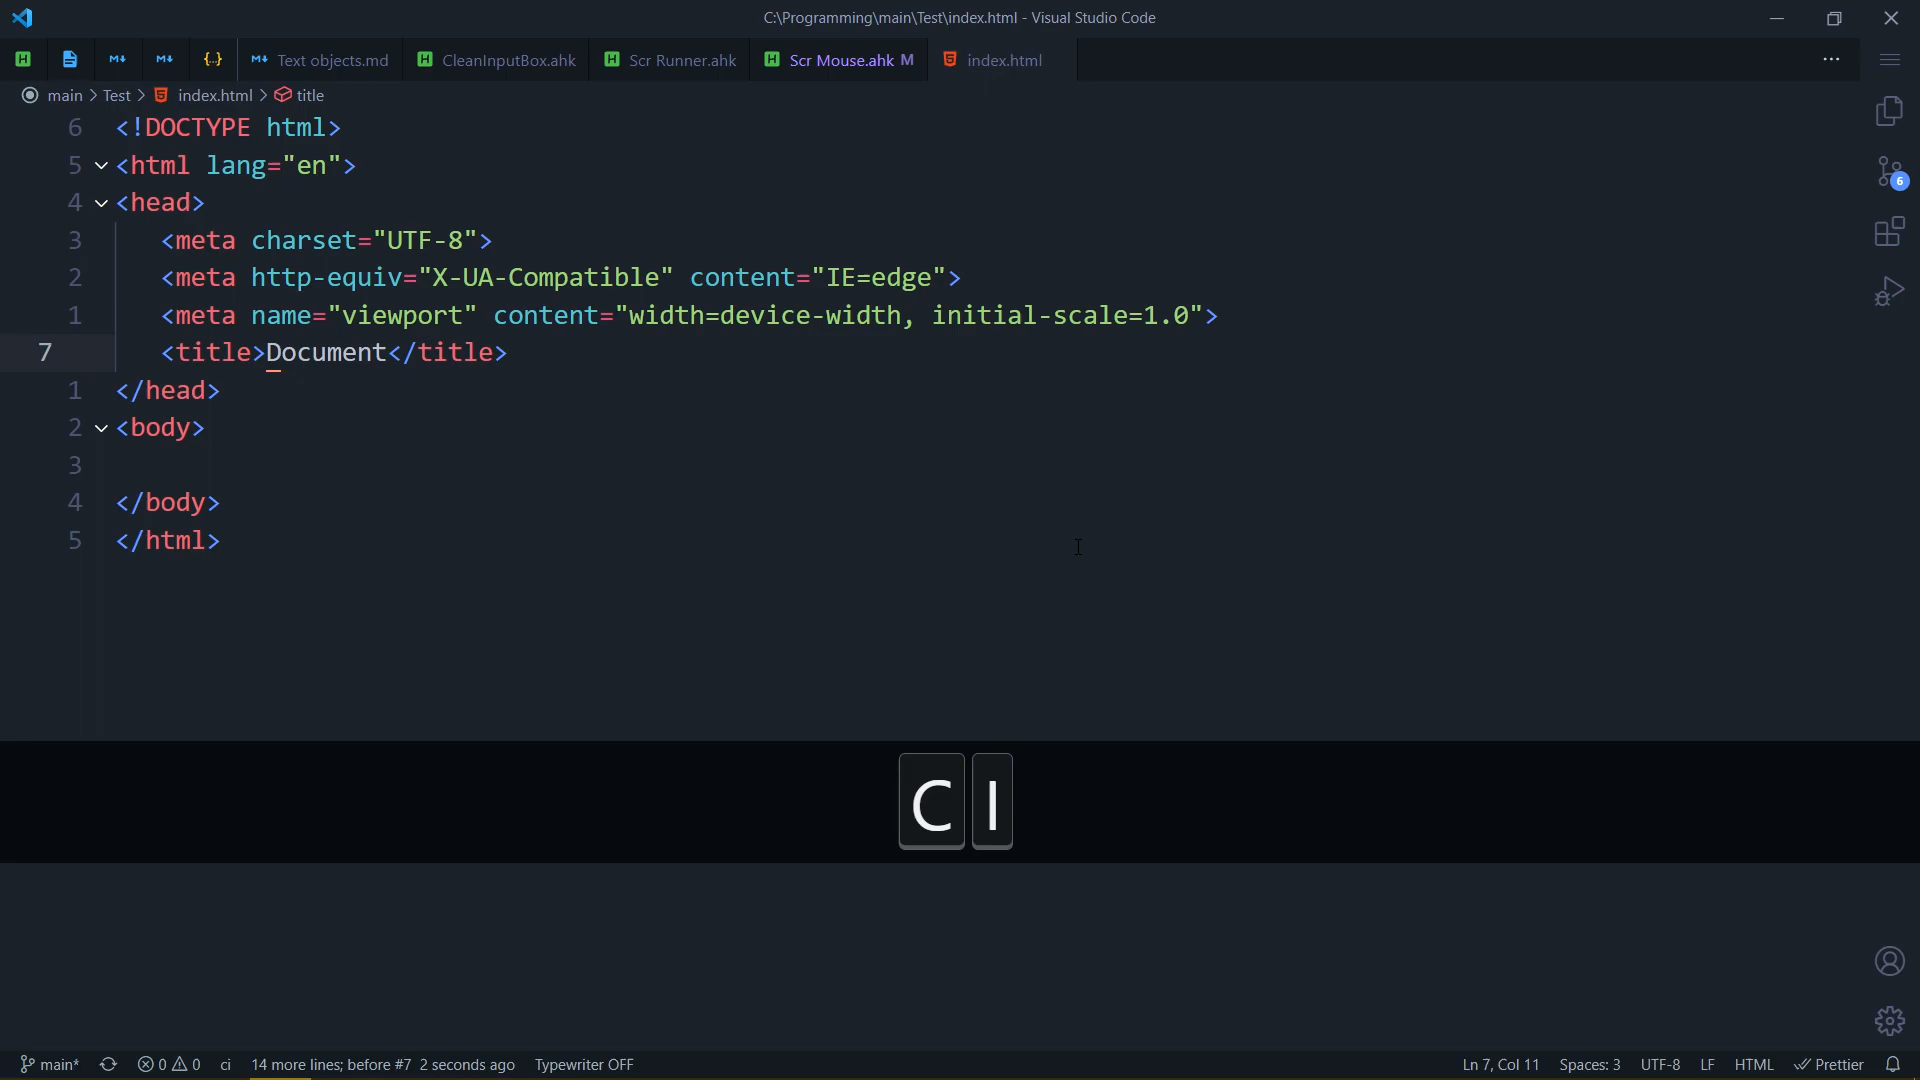 C:\Programming\main\Test\index.html - Visual Studio Code
Text objects.md CleanInputBox.ahk Scr Runner.ahk Scr Mouse.ahk M index.html
main > Test > index.html > title
6 <!DOCTYPE html>
5 <html lang="en">
4 <head>
3 <meta charset="UTF-8">
2 <meta http-equiv="X-UA-Compatible" content="IE=edge">
1 <meta name="viewport" content="width=device-width, initial-scale=1.0">
7 <title>Document</title>
1 </head>
2 <body>
3
4 </body>
5 </html>
6
C I
main* 0 0 ci 14 more lines; before #7 2 seconds ago Typewriter OFF Ln 7, Col 11 Spaces: 3 UTF-8 LF HTML Prettier